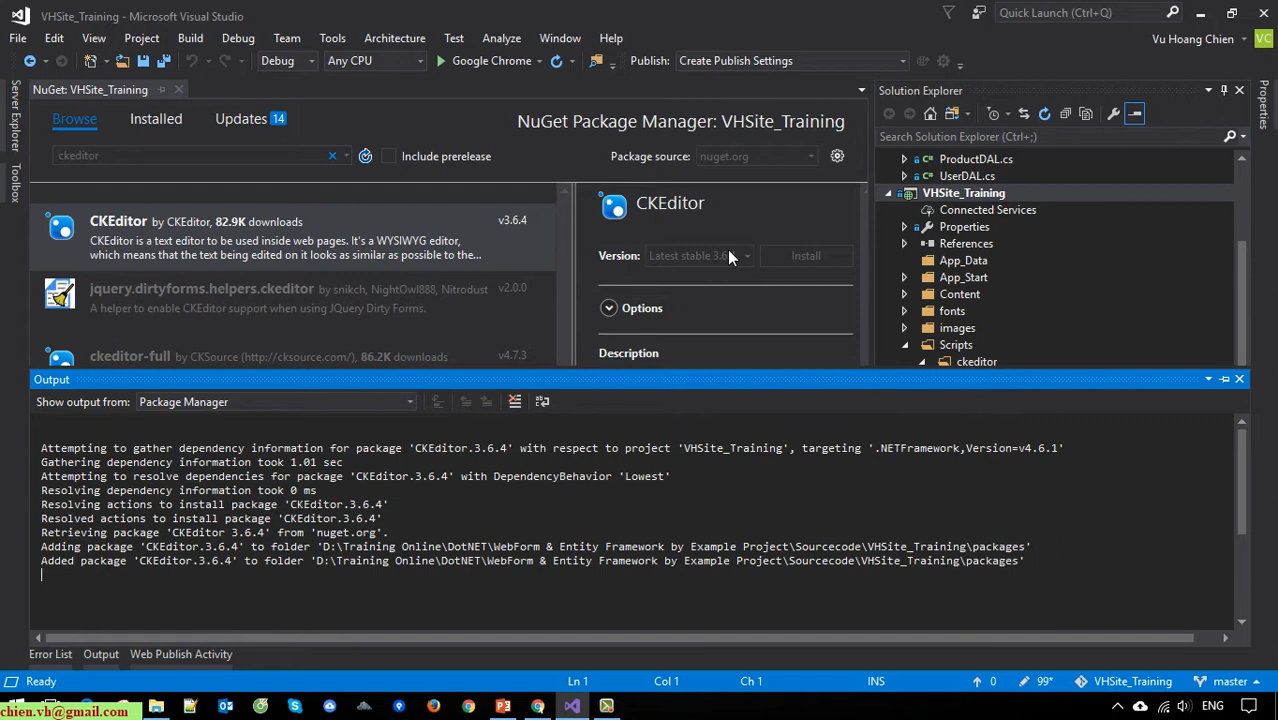 VHSite_Training - Microsoft Visual Studio
Quick Launch (Ctrl+Q)
File Edit View Project Build Debug Team Tools Architecture Test Analyze Window Help
Vu Hoang Chien VC
Debug Any CPU Google Chrome Publish: Create Publish Settings
Server Explorer
Toolbox
Properties
NuGet: VHSite_Training
Browse Installed Updates 14
NuGet Package Manager: VHSite_Training
ckeditor
Include prerelease
Package source: nuget.org
CKEditor by CKEditor, 82.9K downloads v3.6.4
CKEditor is a text editor to be used inside web pages. It's a WYSIWYG editor,
which means that the text being edited on it looks as similar as possible to the...
jquery.dirtyforms.helpers.ckeditor by snikch, NightOwl888, Nitrodust v2.0.0
A helper to enable CKEditor support when using JQuery Dirty Forms.
ckeditor-full by CKSource (http://cksource.com/), 86.2K downloads v4.7.3
CKEditor
Version: Latest stable 3.6 Install
Options
Description
Solution Explorer
Search Solution Explorer (Ctrl+;)
ProductDAL.cs
UserDAL.cs
VHSite_Training
Connected Services
Properties
References
App_Data
App_Start
Content
fonts
images
Scripts
ckeditor
Output
Show output from: Package Manager
Attempting to gather dependency information for package 'CKEditor.3.6.4' with respect to project 'VHSite_Training', targeting '.NETFramework,Version=v4.6.1'
Gathering dependency information took 1.01 sec
Attempting to resolve dependencies for package 'CKEditor.3.6.4' with DependencyBehavior 'Lowest'
Resolving dependency information took 0 ms
Resolving actions to install package 'CKEditor.3.6.4'
Resolved actions to install package 'CKEditor.3.6.4'
Retrieving package 'CKEditor 3.6.4' from 'nuget.org'.
Adding package 'CKEditor.3.6.4' to folder 'D:\Training Online\DotNET\WebForm & Entity Framework by Example Project\Sourcecode\VHSite_Training\packages'
Added package 'CKEditor.3.6.4' to folder 'D:\Training Online\DotNET\WebForm & Entity Framework by Example Project\Sourcecode\VHSite_Training\packages'
Error List Output Web Publish Activity
Ready Ln 1 Col 1 Ch 1 INS 0 99* VHSite_Training master
chien.vh@gmail.com
ENG